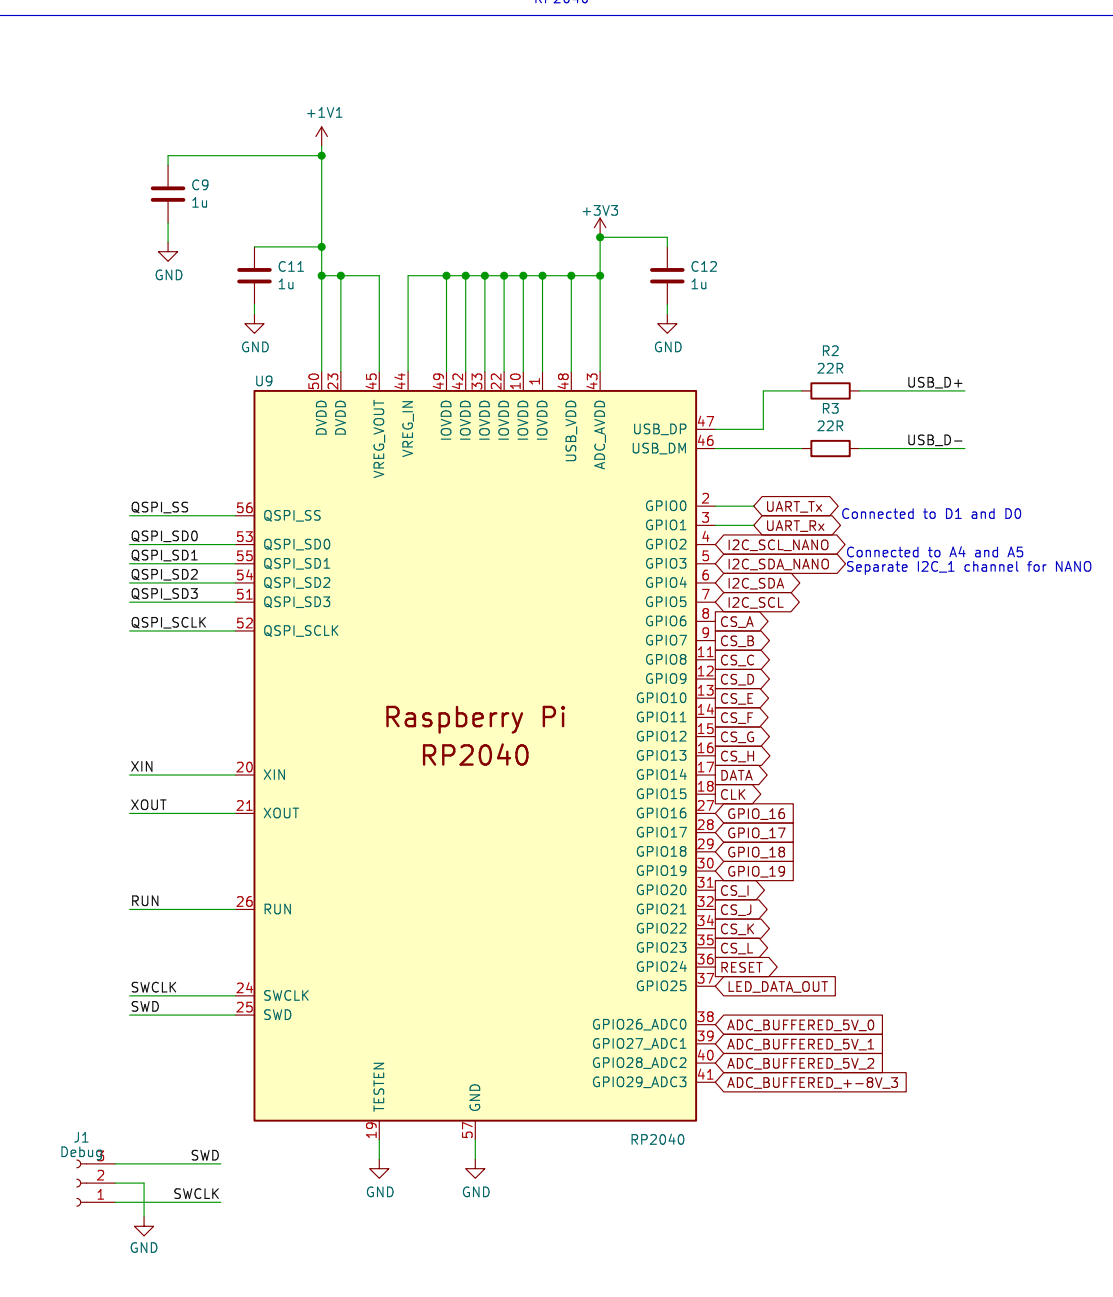 RP2040
+1V1
C9
1u
+3V3
C11
1u
C12
1u
GND
GND
GND
R2
22R
USB_D+
R3
22R
USB_D-
U9
50
23
45
44
49
42
33
22
10
1
48
43
DVDD
DVDD
VREG_VOUT
VREG_IN
IOVDD
IOVDD
IOVDD
IOVDD
IOVDD
IOVDD
USB_VDD
ADC_AVDD
USB_DP 47
USB_DM 46
QSPI_SS 56 QSPI_SS
QSPI_SD0 53 QSPI_SD0
QSPI_SD1 55 QSPI_SD1
QSPI_SD2 54 QSPI_SD2
QSPI_SD3 51 QSPI_SD3
QSPI_SCLK 52 QSPI_SCLK
XIN 20 XIN
XOUT 21 XOUT
RUN 26 RUN
SWCLK 24 SWCLK
SWD 25 SWD
Raspberry Pi
RP2040
GPIO0 2 UART_Tx
GPIO1 3 UART_Rx
Connected to D1 and D0
GPIO2 4 I2C_SCL_NANO
GPIO3 5 I2C_SDA_NANO
Connected to A4 and A5
Separate I2C_1 channel for NANO
GPIO4 6 I2C_SDA
GPIO5 7 I2C_SCL
GPIO6 8 CS_A
GPIO7 9 CS_B
GPIO8 11 CS_C
GPIO9 12 CS_D
GPIO10 13 CS_E
GPIO11 14 CS_F
GPIO12 15 CS_G
GPIO13 16 CS_H
GPIO14 17 DATA
GPIO15 18 CLK
GPIO16 27 GPIO_16
GPIO17 28 GPIO_17
GPIO18 29 GPIO_18
GPIO19 30 GPIO_19
GPIO20 31 CS_I
GPIO21 32 CS_J
GPIO22 34 CS_K
GPIO23 35 CS_L
GPIO24 36 RESET
GPIO25 37 LED_DATA_OUT
GPIO26_ADC0 38 ADC_BUFFERED_5V_0
GPIO27_ADC1 39 ADC_BUFFERED_5V_1
GPIO28_ADC2 40 ADC_BUFFERED_5V_2
GPIO29_ADC3 41 ADC_BUFFERED_+-8V_3
TESTEN
19
GND
57
RP2040
GND
GND
J1
Debug
3 SWD
2
1 SWCLK
GND